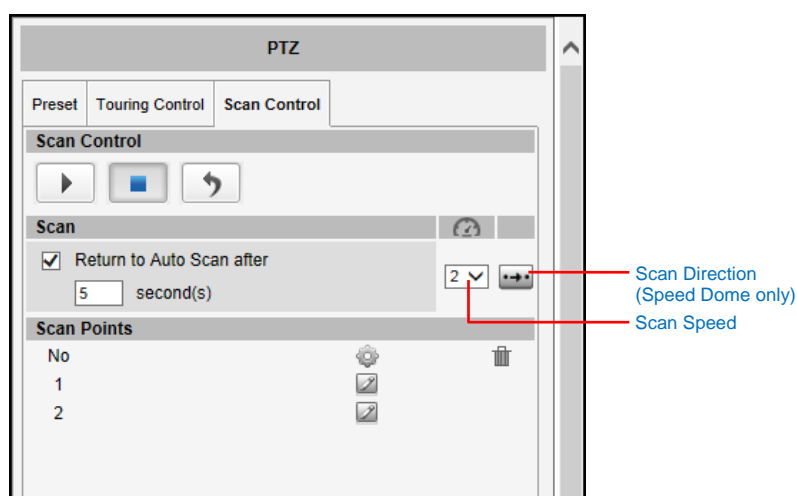 PTZ
Preset Touring Control Scan Control
Scan Control
Scan
Return to Auto Scan after
5 second(s)
2
Scan Direction
(Speed Dome only)
Scan Speed
Scan Points
No
1
2